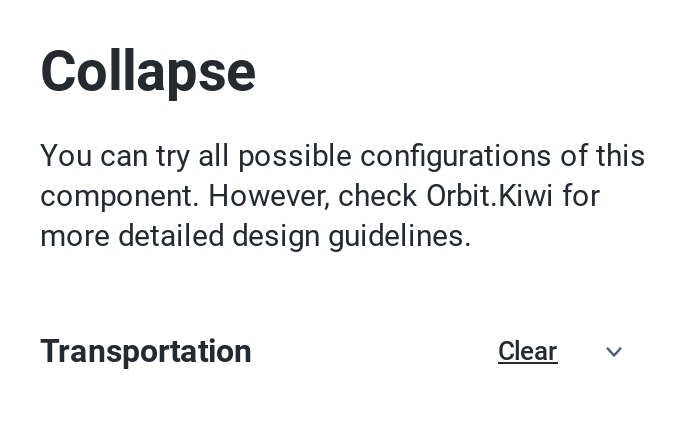 Collapse
You can try all possible configurations of this
component. However, check Orbit.Kiwi for
more detailed design guidelines.
Transportation Clear